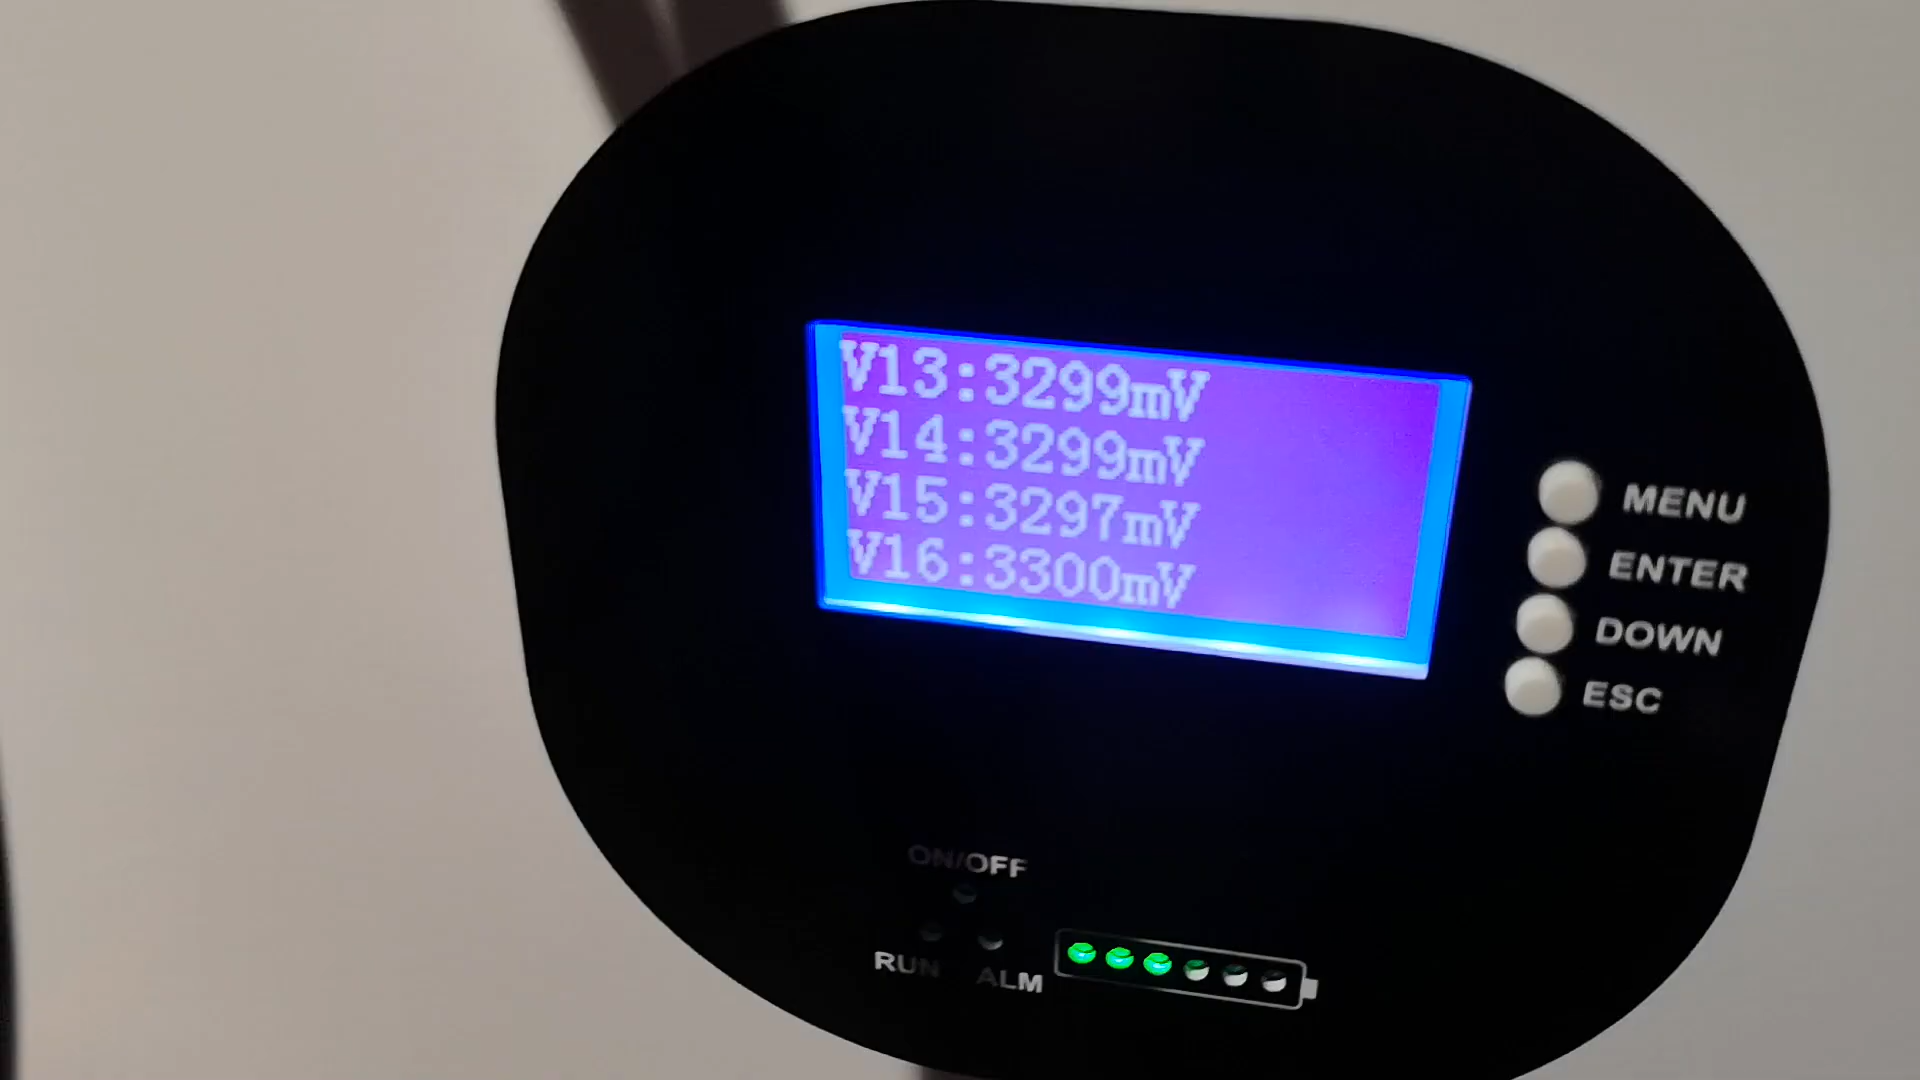 V13:3299mV
V14:3299mV
V15:3297mV
V16:3300mV
MENU
ENTER
DOWN
ESC
ON/OFF
RUN ALM